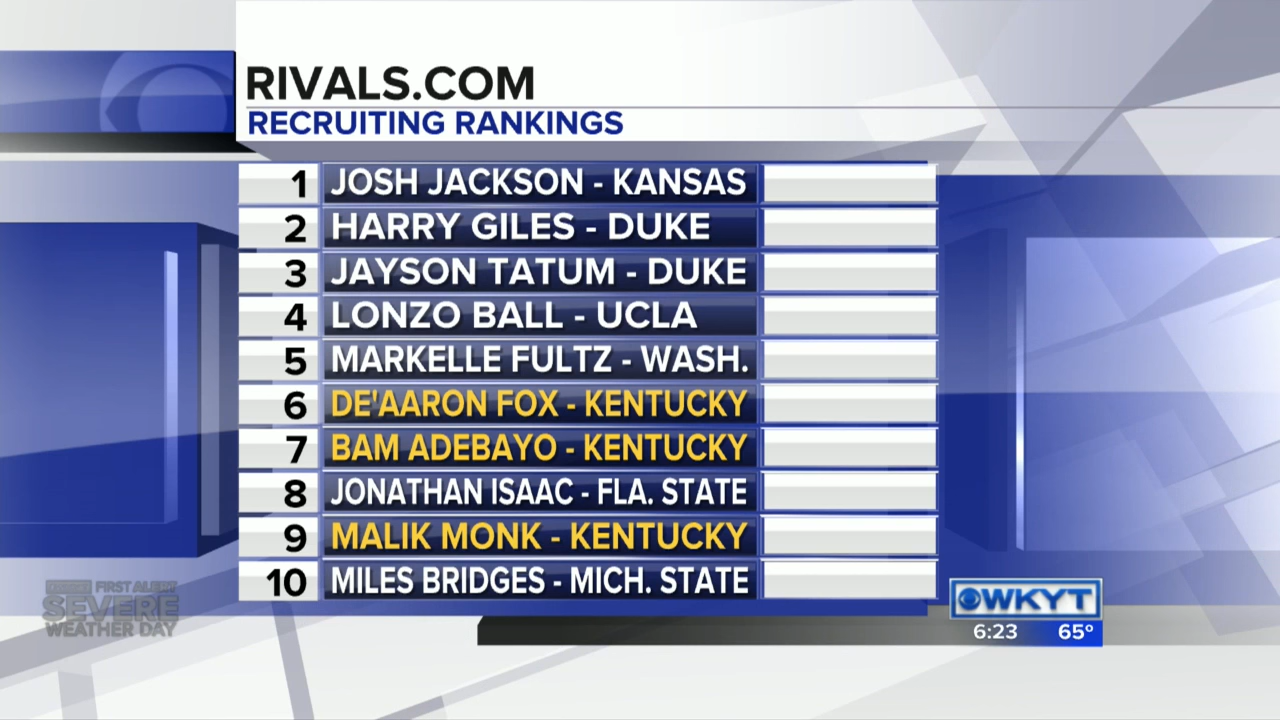 RIVALS.COM
RECRUITING RANKINGS
1 JOSH JACKSON - KANSAS
2 HARRY GILES - DUKE
3 JAYSON TATUM - DUKE
4 LONZO BALL - UCLA
5 MARKELLE FULTZ - WASH.
6 DE'AARON FOX - KENTUCKY
7 BAM ADEBAYO - KENTUCKY
8 JONATHAN ISAAC - FLA. STATE
9 MALIK MONK - KENTUCKY
10 MILES BRIDGES - MICH. STATE
FIRST ALERT
SEVERE
WEATHER DAY
WKYT
6:23 65°